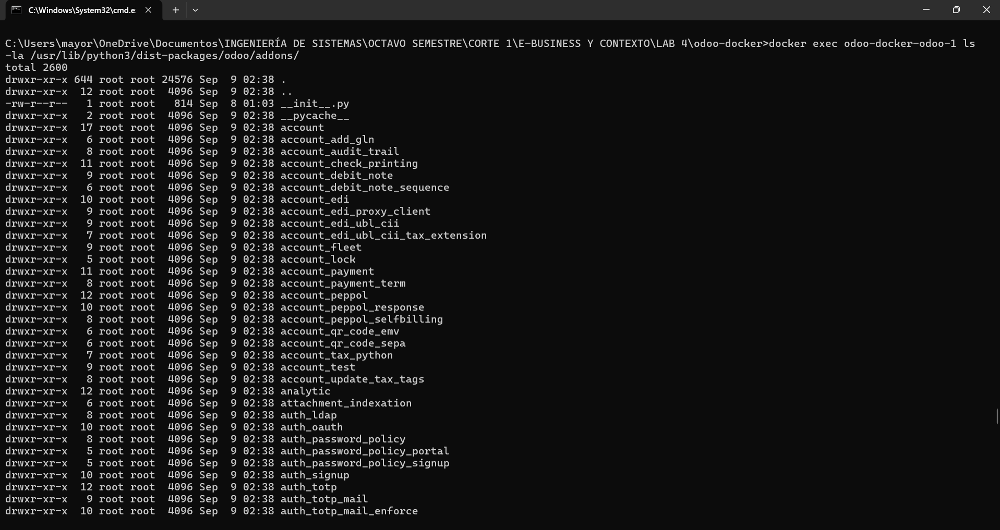 C:\Windows\System32\cmd.e
C:\Users\mayor\OneDrive\Documentos\INGENIERÍA DE SISTEMAS\OCTAVO SEMESTRE\CORTE 1\E-BUSINESS Y CONTEXTO\LAB 4\odoo-docker>docker exec odoo-docker-odoo-1 ls
-la /usr/lib/python3/dist-packages/odoo/addons/
total 2600
drwxr-xr-x 644 root root 24576 Sep  9 02:38 .
drwxr-xr-x  12 root root  4096 Sep  9 02:38 ..
-rw-r--r--   1 root root   814 Sep  8 01:03 __init__.py
drwxr-xr-x   2 root root  4096 Sep  9 02:38 __pycache__
drwxr-xr-x  17 root root  4096 Sep  9 02:38 account
drwxr-xr-x   6 root root  4096 Sep  9 02:38 account_add_gln
drwxr-xr-x   8 root root  4096 Sep  9 02:38 account_audit_trail
drwxr-xr-x  11 root root  4096 Sep  9 02:38 account_check_printing
drwxr-xr-x   9 root root  4096 Sep  9 02:38 account_debit_note
drwxr-xr-x   6 root root  4096 Sep  9 02:38 account_debit_note_sequence
drwxr-xr-x  10 root root  4096 Sep  9 02:38 account_edi
drwxr-xr-x   9 root root  4096 Sep  9 02:38 account_edi_proxy_client
drwxr-xr-x   9 root root  4096 Sep  9 02:38 account_edi_ubl_cii
drwxr-xr-x   7 root root  4096 Sep  9 02:38 account_edi_ubl_cii_tax_extension
drwxr-xr-x   9 root root  4096 Sep  9 02:38 account_fleet
drwxr-xr-x   5 root root  4096 Sep  9 02:38 account_lock
drwxr-xr-x  11 root root  4096 Sep  9 02:38 account_payment
drwxr-xr-x   8 root root  4096 Sep  9 02:38 account_payment_term
drwxr-xr-x  12 root root  4096 Sep  9 02:38 account_peppol
drwxr-xr-x  10 root root  4096 Sep  9 02:38 account_peppol_response
drwxr-xr-x   8 root root  4096 Sep  9 02:38 account_peppol_selfbilling
drwxr-xr-x   6 root root  4096 Sep  9 02:38 account_qr_code_emv
drwxr-xr-x   6 root root  4096 Sep  9 02:38 account_qr_code_sepa
drwxr-xr-x   7 root root  4096 Sep  9 02:38 account_tax_python
drwxr-xr-x   9 root root  4096 Sep  9 02:38 account_test
drwxr-xr-x   8 root root  4096 Sep  9 02:38 account_update_tax_tags
drwxr-xr-x  12 root root  4096 Sep  9 02:38 analytic
drwxr-xr-x   6 root root  4096 Sep  9 02:38 attachment_indexation
drwxr-xr-x   8 root root  4096 Sep  9 02:38 auth_ldap
drwxr-xr-x  10 root root  4096 Sep  9 02:38 auth_oauth
drwxr-xr-x   8 root root  4096 Sep  9 02:38 auth_password_policy
drwxr-xr-x   5 root root  4096 Sep  9 02:38 auth_password_policy_portal
drwxr-xr-x   5 root root  4096 Sep  9 02:38 auth_password_policy_signup
drwxr-xr-x  10 root root  4096 Sep  9 02:38 auth_signup
drwxr-xr-x  12 root root  4096 Sep  9 02:38 auth_totp
drwxr-xr-x   9 root root  4096 Sep  9 02:38 auth_totp_mail
drwxr-xr-x  10 root root  4096 Sep  9 02:38 auth_totp_mail_enforce